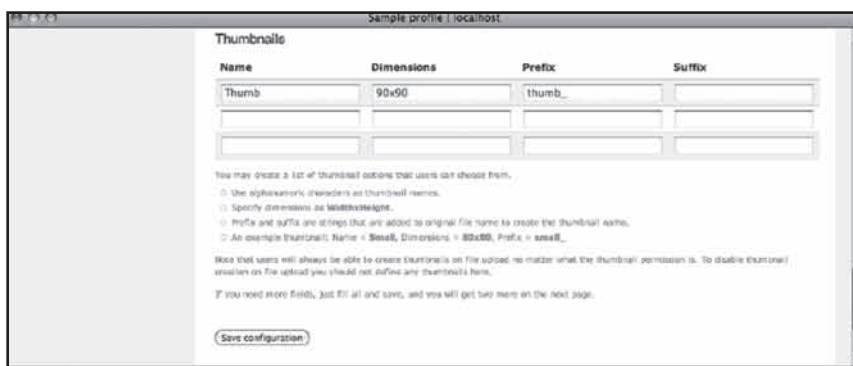 Sample profile | localhost
Thumbnails
Name Dimensions Prefix Suffix
Thumb 90x90 thumb_
You may create a list of thumbnail options that users can choose from.
Use alphanumeric characters as thumbnail names.
Specify dimensions as WidthxHeight.
Prefix and suffix are strings that are added to original file name to create the thumbnail name.
An example thumbnail: Name = Small, Dimensions = 80x80, Prefix = small_
Note that users will always be able to create thumbnails on file upload no matter what the thumbnail permission is. To disable thumbnail
creation on file upload you should not define any thumbnails here.
If you need more fields, just fill all and save, and you will get two more on the next page.
Save configuration